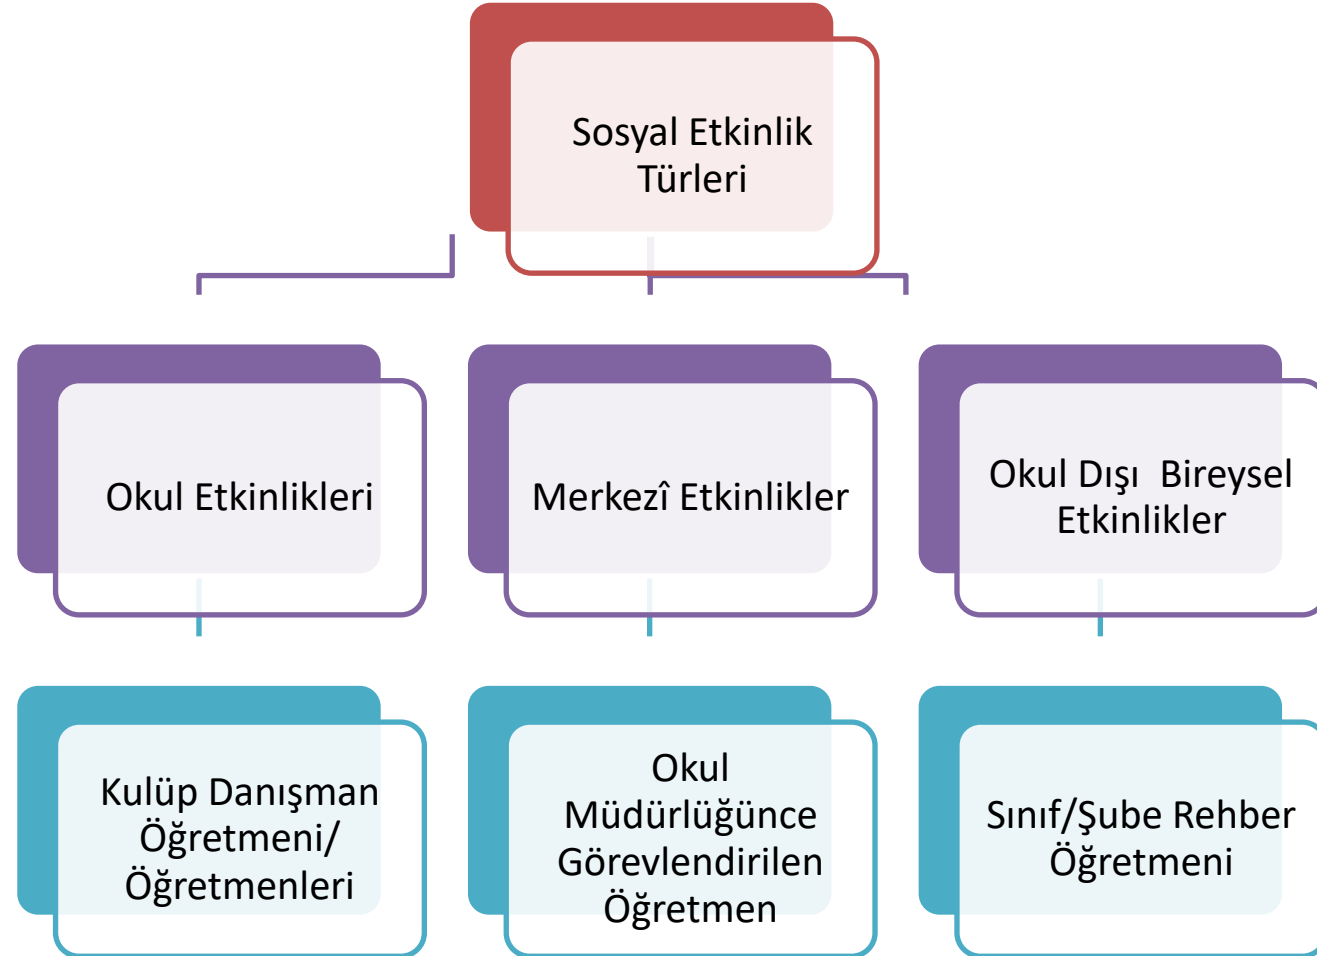 Sosyal Etkinlik
Türleri
Okul Etkinlikleri
Merkezî Etkinlikler
Okul Dışı  Bireysel
Etkinlikler
Kulüp Danışman
Öğretmeni/
Öğretmenleri
Okul
Müdürlüğünce
Görevlendirilen
Öğretmen
Sınıf/Şube Rehber
Öğretmeni